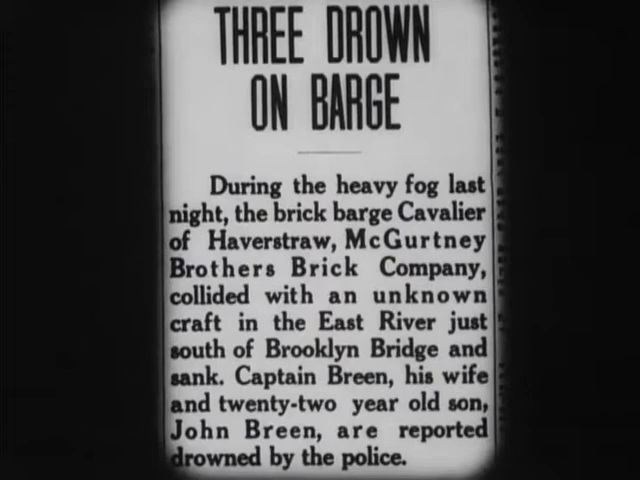 THREE DROWN
ON BARGE
During the heavy fog last
night, the brick barge Cavalier
of Haverstraw, McGurtney
Brothers Brick Company,
collided with an unknown
craft in the East River just
south of Brooklyn Bridge and
sank. Captain Breen, his wife
and twenty-two year old son,
John Breen, are reported
drowned by the police.